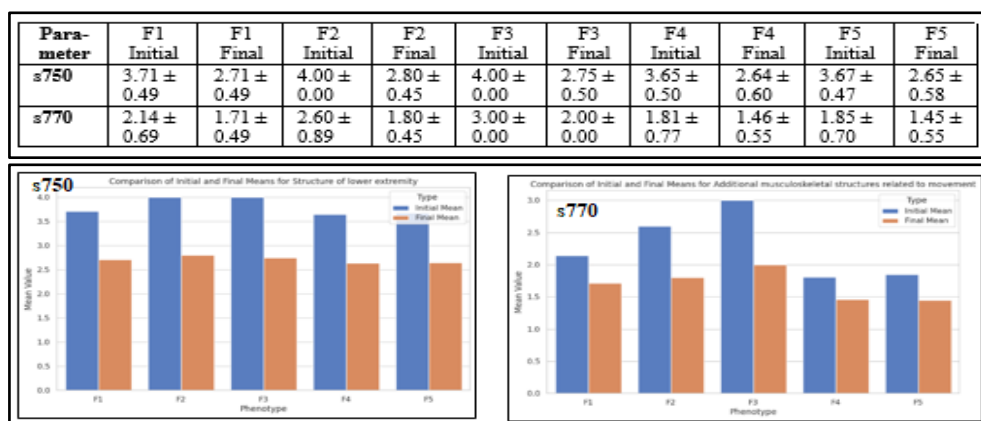 Para-meter F1 Initial F1 Final F2 Initial F2 Final F3 Initial F3 Final F4 Initial F4 Final F5 Initial F5 Final
s750 3.71 ± 0.49 2.71 ± 0.49 4.00 ± 0.00 2.80 ± 0.45 4.00 ± 0.00 2.75 ± 0.50 3.65 ± 0.50 2.64 ± 0.60 3.67 ± 0.47 2.65 ± 0.58
s770 2.14 ± 0.69 1.71 ± 0.49 2.60 ± 0.89 1.80 ± 0.45 3.00 ± 0.00 2.00 ± 0.00 1.81 ± 0.77 1.46 ± 0.55 1.85 ± 0.70 1.45 ± 0.55
s750
Comparison of Initial and Final Means for Structure of lower extremity
Type
Initial Mean
Final Mean
Mean Value
4.0
3.5
3.0
2.5
2.0
1.5
1.0
0.5
0.0
F1 F2 F3 F4 F5
Phenotype
Comparison of Initial and Final Means for Additional musculoskeletal structures related to movement
s770
Type
Initial Mean
Final Mean
Mean Value
3.0
2.5
2.0
1.5
1.0
0.5
0.0
F1 F2 F3 F4 F5
Phenotype